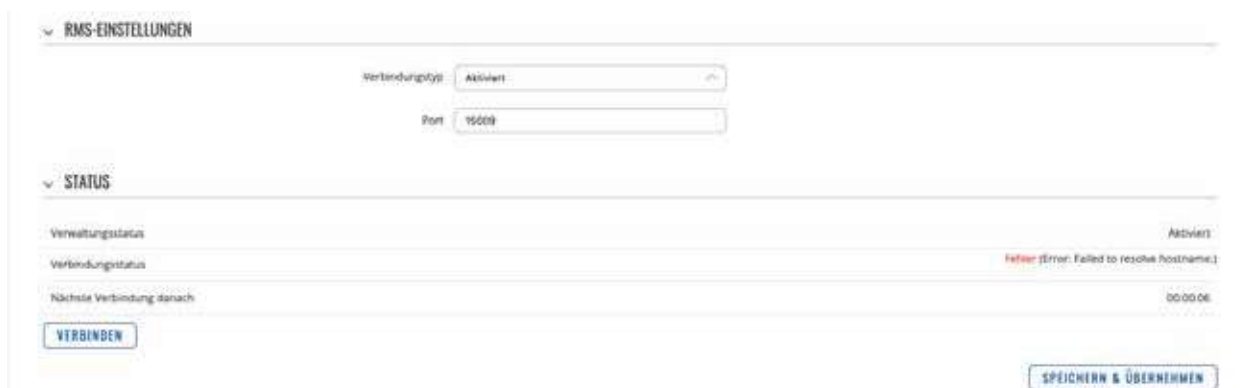 RMS-EINSTELLUNGEN
Verbindungstyp Aktiviert
Port 15009
STATUS
Verwaltungsstatus Aktiviert
Verbindungsstatus Fehler (Error: Failed to resolve hostname.)
Nächste Verbindung danach 00:00:06
VERBINDEN
SPEICHERN & ÜBERNEHMEN